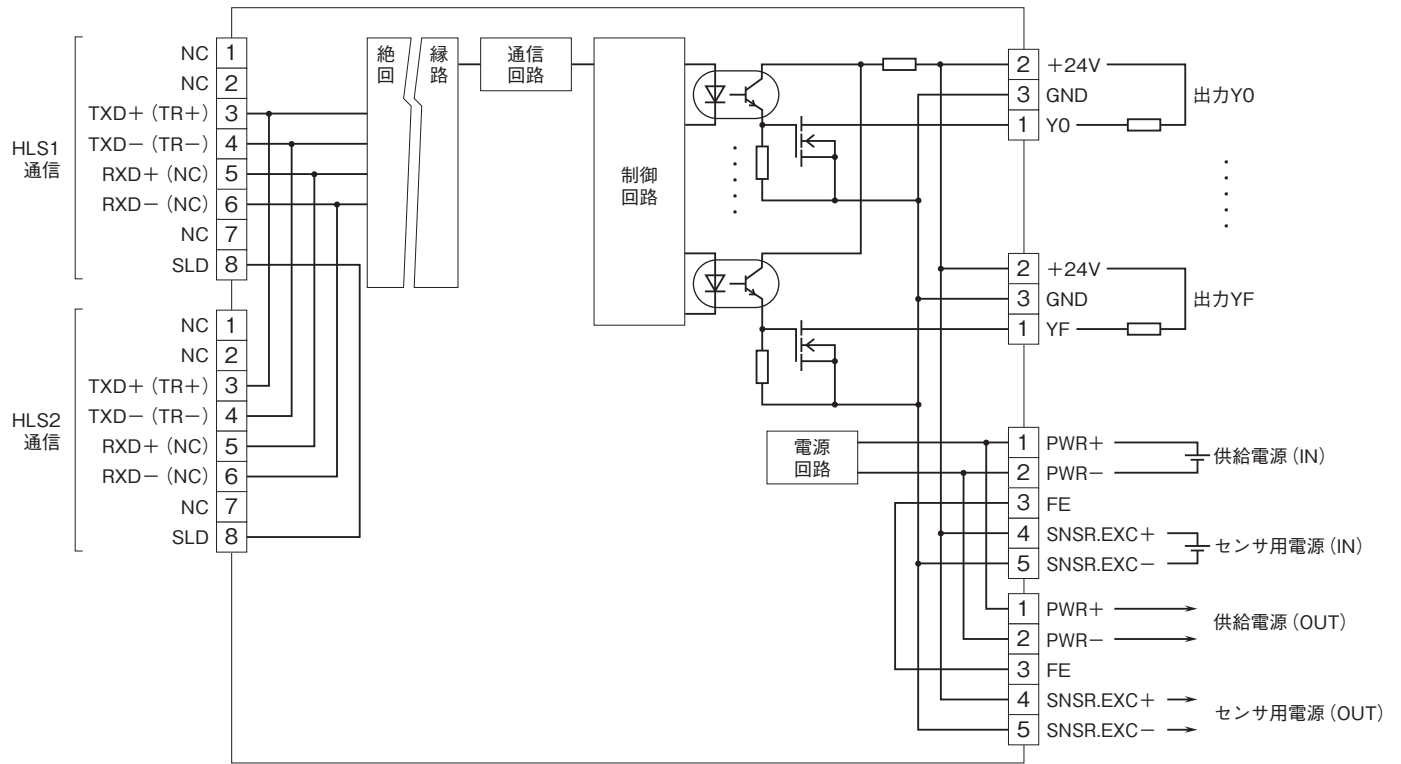 HLS1
通信
NC 1
NC 2
TXD+(TR+) 3
TXD−(TR−) 4
RXD+(NC) 5
RXD−(NC) 6
NC 7
SLD 8
HLS2
通信
NC 1
NC 2
TXD+(TR+) 3
TXD−(TR−) 4
RXD+(NC) 5
RXD−(NC) 6
NC 7
SLD 8
絶縁
回路
通信
回路
制御
回路
電源
回路
2 +24V
3 GND
1 Y0
出力Y0
2 +24V
3 GND
1 YF
出力YF
1 PWR+
2 PWR−
供給電源(IN)
3 FE
4 SNSR.EXC+
5 SNSR.EXC−
センサ用電源(IN)
1 PWR+
2 PWR−
供給電源(OUT)
3 FE
4 SNSR.EXC+
5 SNSR.EXC−
センサ用電源(OUT)